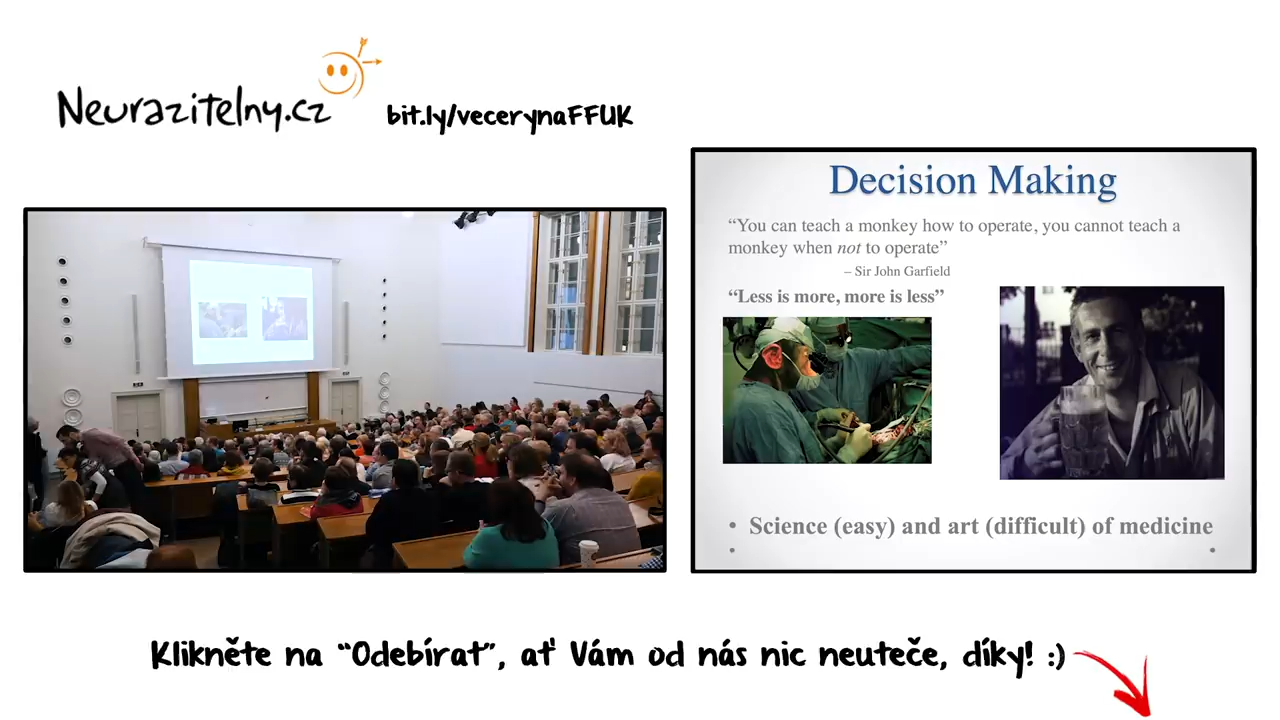 Neurazitelny.cz
bit.ly/vecerynaFFUK
Decision Making
“You can teach a monkey how to operate, you cannot teach a
monkey when not to operate”
– Sir John Garfield
“Less is more, more is less”
• Science (easy) and art (difficult) of medicine
Klikněte na “Odebírat”, ať Vám od nás nic neuteče, díky! :)